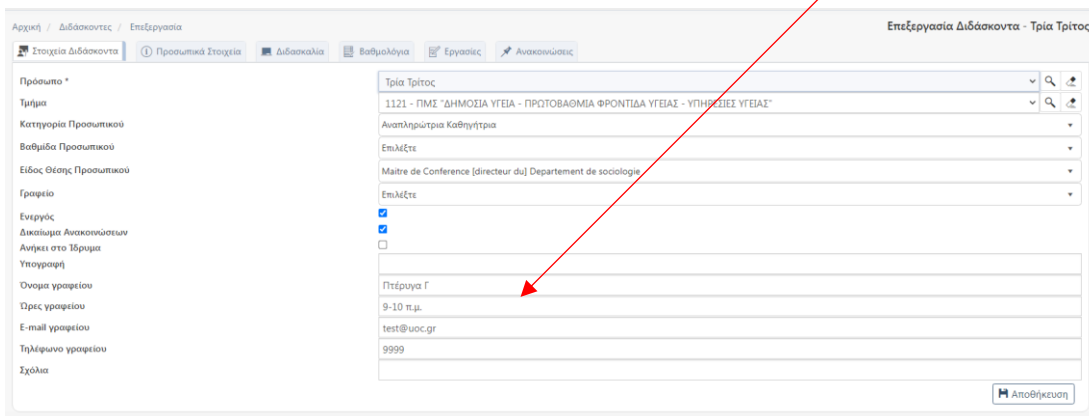 Αρχική / Διδάσκοντες / Επεξεργασία
Επεξεργασία Διδάσκοντα - Τρία Τρίτος
Στοιχεία Διδάσκοντα Προσωπικά Στοιχεία Διδασκαλία Βαθμολόγια Εργασίες Ανακοινώσεις
Πρόσωπο * Τρία Τρίτος
Τμήμα 1121 - ΠΜΣ "ΔΗΜΟΣΙΑ ΥΓΕΙΑ - ΠΡΩΤΟΒΑΘΜΙΑ ΦΡΟΝΤΙΔΑ ΥΓΕΙΑΣ - ΥΠΗΡΕΣΙΕΣ ΥΓΕΙΑΣ"
Κατηγορία Προσωπικού Αναπληρώτρια Καθηγήτρια
Βαθμίδα Προσωπικού Επιλέξτε
Είδος Θέσης Προσωπικού Maitre de Conference [directeur du] Departement de sociologie
Γραφείο Επιλέξτε
Ενεργός
Δικαίωμα Ανακοινώσεων
Ανήκει στο Ίδρυμα
Υπογραφή
Όνομα γραφείου Πτέρυγα Γ
Ώρες γραφείου 9-10 π.μ.
E-mail γραφείου test@uoc.gr
Τηλέφωνο γραφείου 9999
Σχόλια
Αποθήκευση